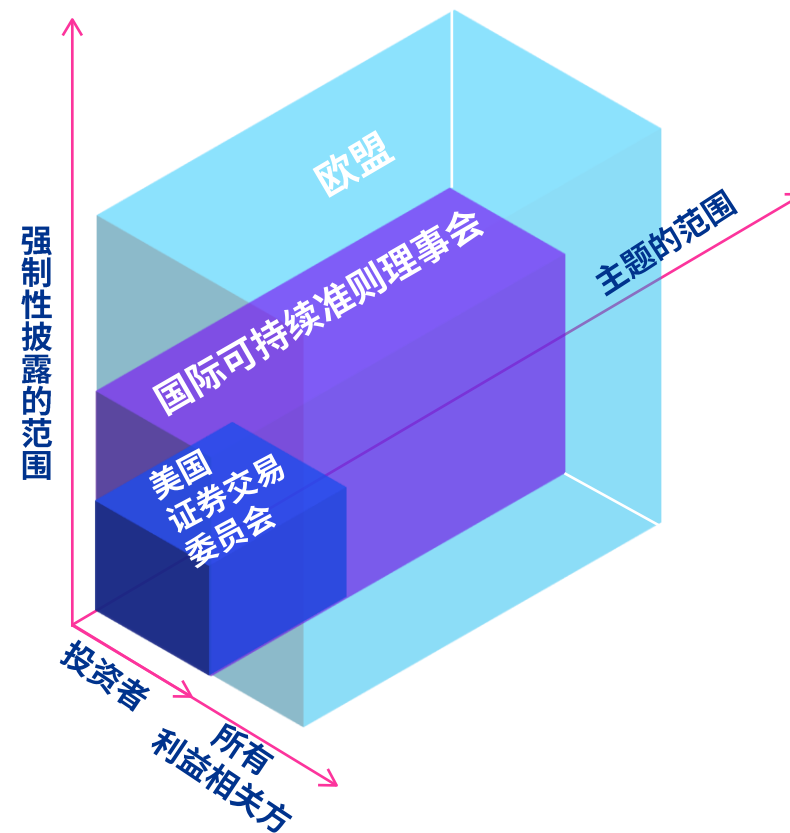 欧盟
国际可持续准则理事会
美国
证券交易
委员会
强制性披露的范围
主题的范围
投资者
所有
利益相关方